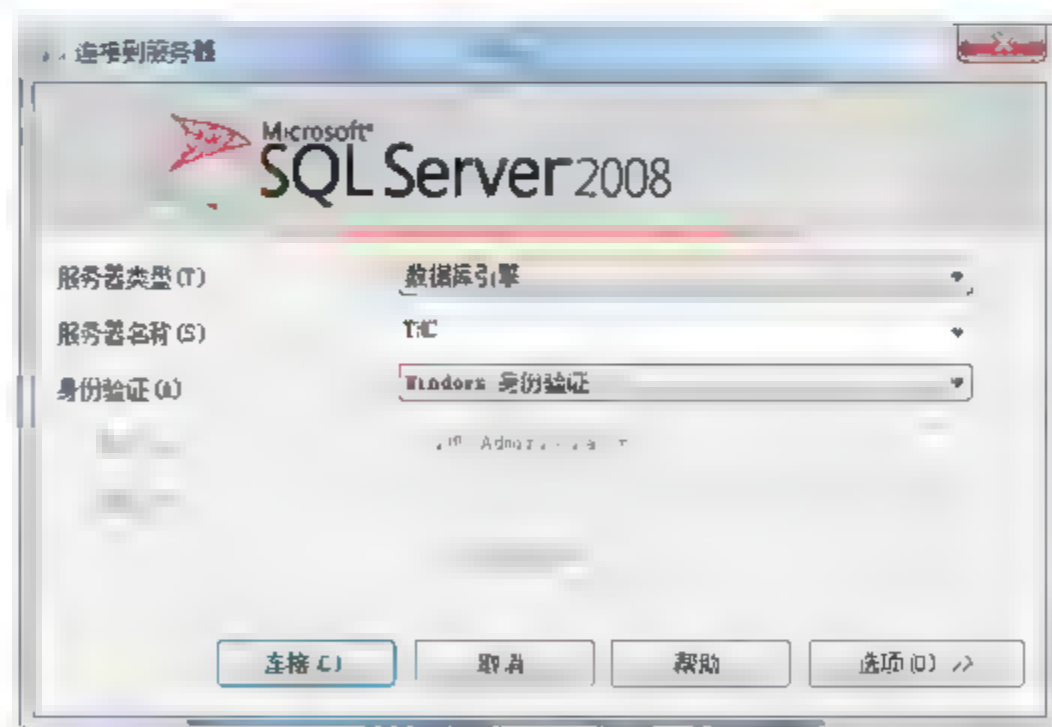 连接到服务器
Microsoft®
SQL Server 2008
服务器类型(T)
数据库引擎
服务器名称(S)
身份验证(A)
Windows 身份验证
连接(C)
取消
帮助
选项(O) >>